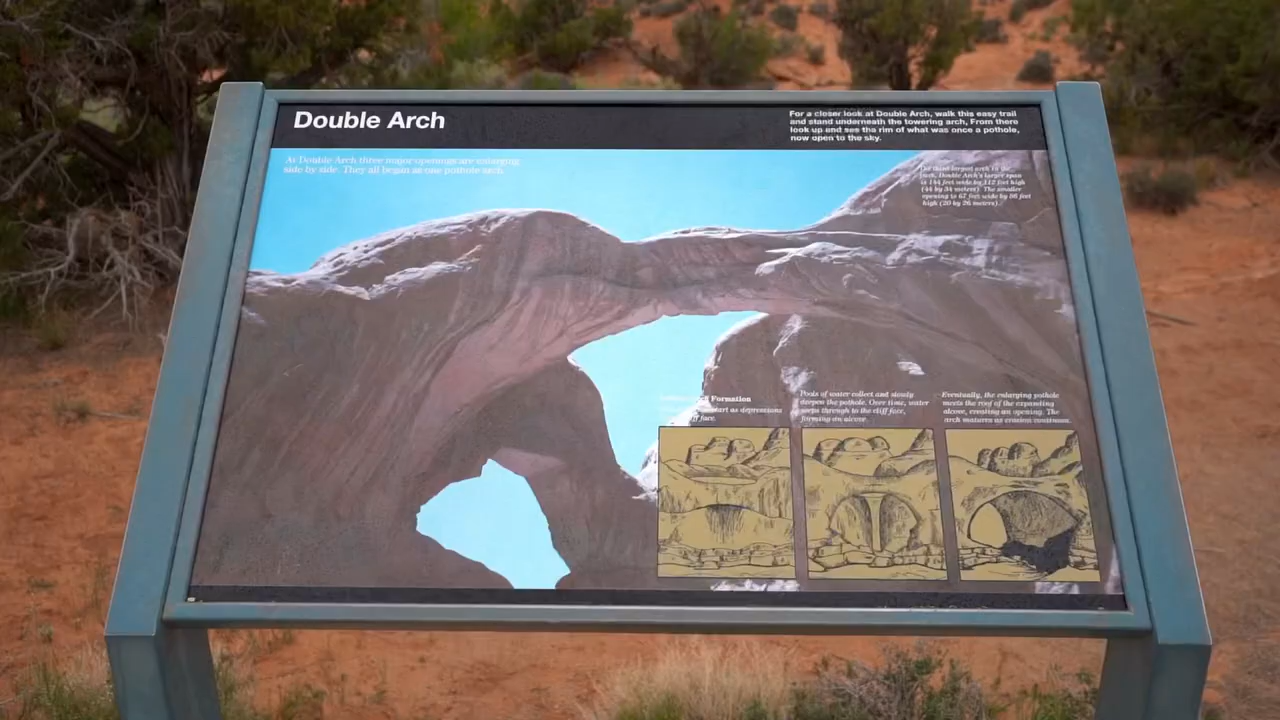 Double Arch
For a closer look at Double Arch, walk this easy trail
and stand underneath the towering arch, From there
look up and see the rim of what was once a pothole,
now open to the sky.
At Double Arch three major openings are enlarging
side by side. They all began as one pothole arch.
The third largest arch in the
park, Double Arch's larger span
is 144 feet wide by 112 feet high
(44 by 34 meters). The smaller
opening is 67 feet wide by 86 feet
high (20 by 26 meters).
Formation
start as depressions
face.
Pools of water collect and slowly
deepen the pothole. Over time, water
seeps through to the cliff face,
forming an alcove.
Eventually, the enlarging pothole
meets the roof of the expanding
alcove, creating an opening. The
arch matures as erosion continues.